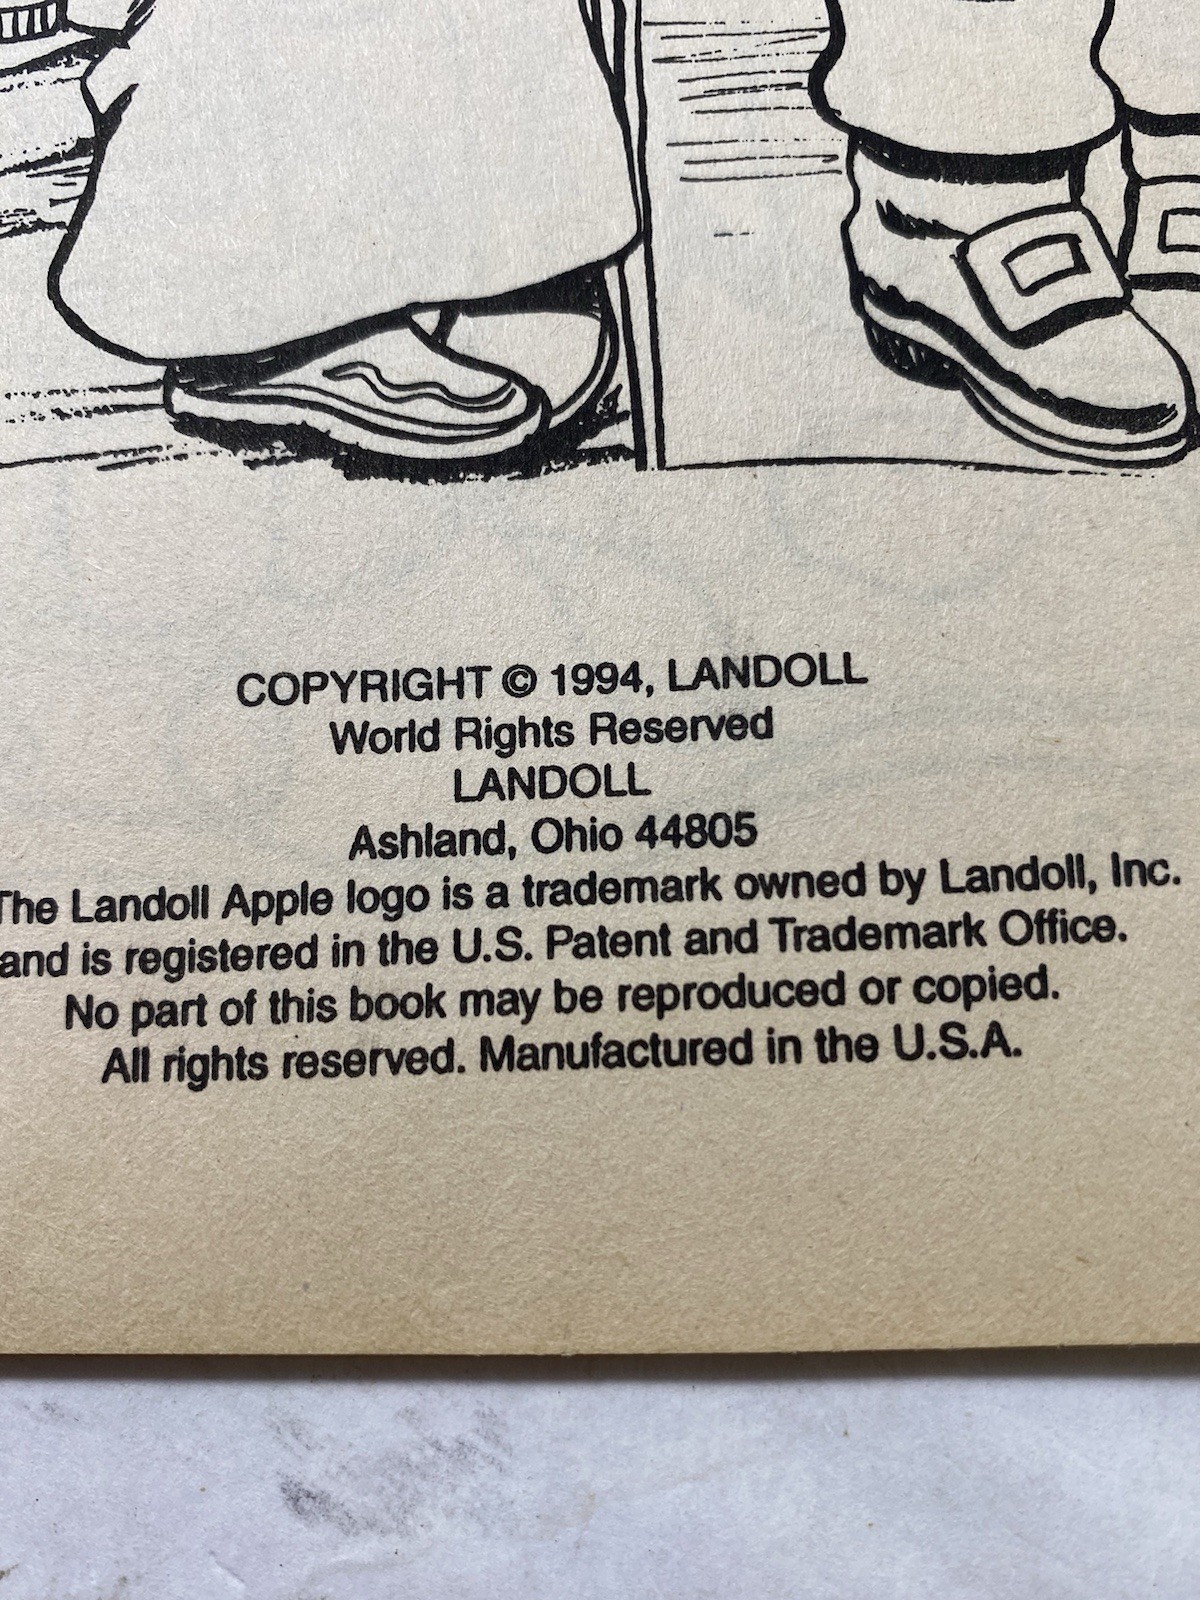 COPYRIGHT © 1994, LANDOLL
World Rights Reserved
LANDOLL
Ashland, Ohio 44805
The Landoll Apple logo is a trademark owned by Landoll, Inc.
and is registered in the U.S. Patent and Trademark Office.
No part of this book may be reproduced or copied.
All rights reserved. Manufactured in the U.S.A.